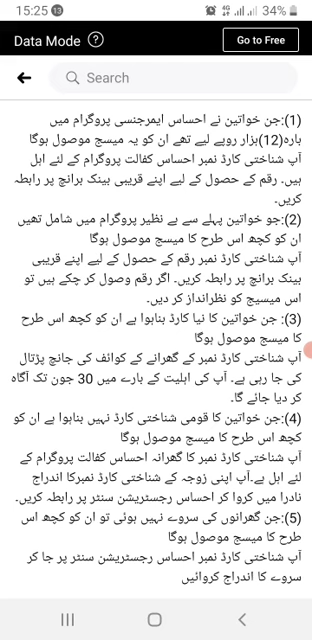 15:25 13 4G 34%
Data Mode ? Go to Free
Search
(1):جن خواتین نے احساس ایمرجنسی پروگرام میں
بارہ(12)ہزار روپے لیے تھے ان کو یہ میسج موصول ہوگا
آپ شناختی کارڈ نمبر احساس کفالت پروگرام کے لئے اہل
ہیں۔ رقم کے حصول کے لیے اپنے قریبی بینک برانچ پر رابطہ
کریں۔
(2):جو خواتین پہلے سے بے نظیر پروگرام میں شامل تھیں
ان کو کچھ اس طرح کا میسج موصول ہوگا
آپ شناختی کارڈ نمبر رقم کے حصول کے لیے اپنے قریبی
بینک برانچ پر رابطہ کریں۔ اگر رقم وصول کر چکے ہیں تو
اس میسیج کو نظرانداز کر دیں۔
(3): جن خواتین کا نیا کارڈ بناہوا ہے ان کو کچھ اس طرح
کا میسج موصول ہوگا
آپ شناختی کارڈ نمبر کے گھرانے کے کوائف کی جانچ پڑتال
کی جا رہی ہے۔ آپ کی اہلیت کے بارے میں 30 جون تک آگاہ
کر دیا جائے گا۔
(4):جن خواتین کا قومی شناختی کارڈ نہیں بناہوا ہے ان کو
کچھ اس طرح کا میسج موصول ہوگا
آپ شناختی کارڈ نمبر کا گھرانہ احساس کفالت پروگرام کے
لئے اہل ہے۔آپ اپنی زوجہ کے شناختی کارڈ نمبرکا اندراج
نادرا میں کروا کر احساس رجسٹریشن سنٹر پر رابطہ کریں۔
(5):جن گھرانوں کی سروے نہیں ہوئی تو ان کو کچھ اس
طرح کا میسج موصول ہوگا
آپ شناختی کارڈ نمبر احساس رجسٹریشن سنٹر پر جا کر
سروے کا اندراج کروائیں